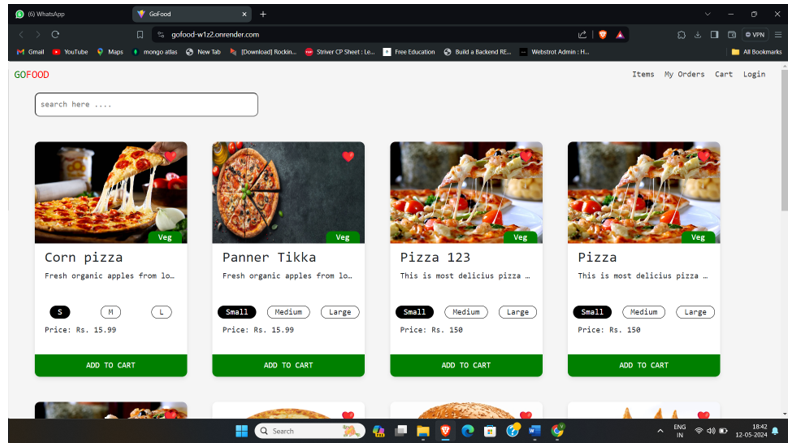 (6) WhatsApp
GoFood
gofood-w1z2.onrender.com
VPN
Gmail
YouTube
Maps
mongo atlas
New Tab
[Download] Rockin...
Striver CP Sheet : Le...
Free Education
Build a Backend RE...
Webstrot Admin : H...
All Bookmarks
GOFOOD
Items
My Orders
Cart
Login
search here ....
Veg
Veg
Veg
Veg
Corn pizza
Panner Tikka
Pizza 123
Pizza
Fresh organic apples from lo…
Fresh organic apples from lo…
This is most delicius pizza …
This is most delicius pizza …
S M L
Small Medium Large
Small Medium Large
Small Medium Large
Price: Rs. 15.99
Price: Rs. 15.99
Price: Rs. 150
Price: Rs. 150
ADD TO CART
ADD TO CART
ADD TO CART
ADD TO CART
Search
ENG
IN
18:42
12-05-2024